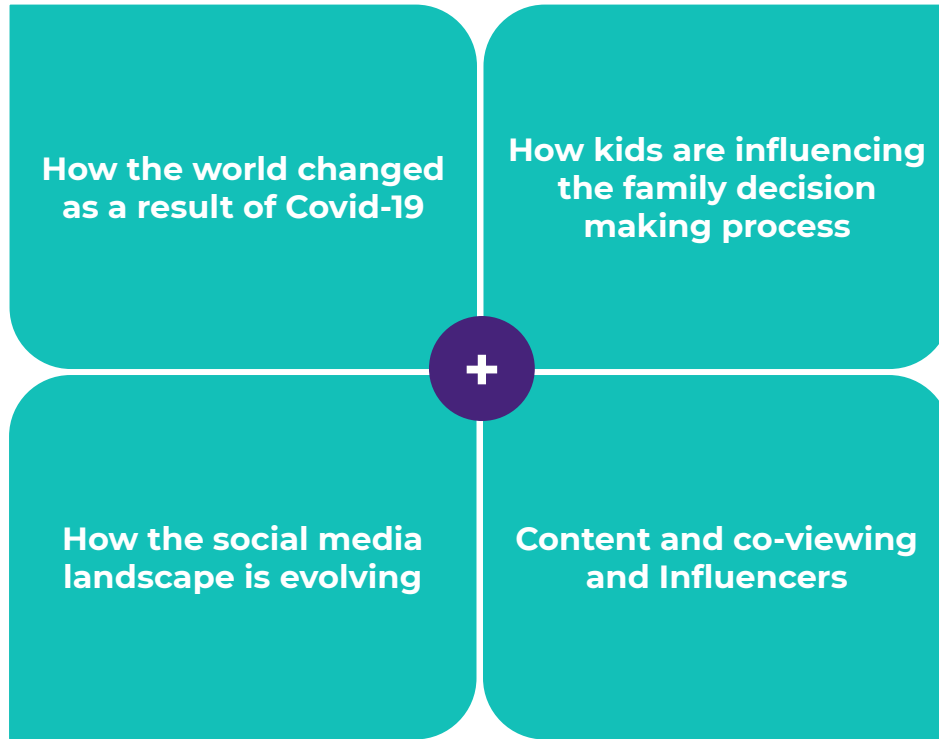 How the world changed
as a result of Covid-19
How kids are influencing
the family decision
making process
+
How the social media
landscape is evolving
Content and co-viewing
and Influencers